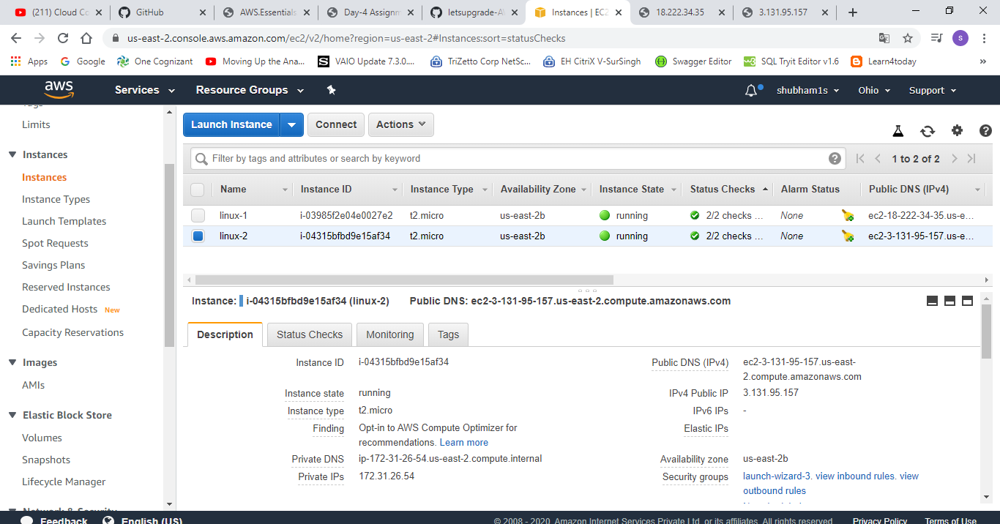 (211) Cloud Co
GitHub
AWS.Essentials
Day-4 Assignm
letsupgrade-A
Instances | EC2
18.222.34.35
3.131.95.157
us-east-2.console.aws.amazon.com/ec2/v2/home?region=us-east-2#Instances:sort=statusChecks
S
Apps
Google
One Cognizant
Moving Up the Ana...
VAIO Update 7.3.0....
TriZetto Corp NetSc...
EH CitriX V-SurSingh
Swagger Editor
SQL Tryit Editor v1.6
Learn4today
»
aws
Services
Resource Groups
shubham1s
Ohio
Support
Tags
Limits
Instances
Instances
Instance Types
Launch Templates
Spot Requests
Savings Plans
Reserved Instances
Dedicated Hosts New
Capacity Reservations
Images
AMIs
Elastic Block Store
Volumes
Snapshots
Lifecycle Manager
Network & Security
Launch Instance
Connect
Actions
Filter by tags and attributes or search by keyword
1 to 2 of 2
Name Instance ID Instance Type Availability Zone Instance State Status Checks Alarm Status Public DNS (IPv4)
linux-1 i-03985f2e04e0027e2 t2.micro us-east-2b running 2/2 checks ... None ec2-18-222-34-35.us-e...
linux-2 i-04315bfbd9e15af34 t2.micro us-east-2b running 2/2 checks ... None ec2-3-131-95-157.us-e...
Instance: i-04315bfbd9e15af34 (linux-2) Public DNS: ec2-3-131-95-157.us-east-2.compute.amazonaws.com
Description
Status Checks
Monitoring
Tags
Instance ID i-04315bfbd9e15af34
Instance state running
Instance type t2.micro
Finding Opt-in to AWS Compute Optimizer for
recommendations. Learn more
Private DNS ip-172-31-26-54.us-east-2.compute.internal
Private IPs 172.31.26.54
Public DNS (IPv4) ec2-3-131-95-157.us-east-
2.compute.amazonaws.com
IPv4 Public IP 3.131.95.157
IPv6 IPs -
Elastic IPs
Availability zone us-east-2b
Security groups launch-wizard-3. view inbound rules. view
outbound rules
Feedback
English (US)
© 2008 - 2020, Amazon Internet Services Private Ltd. or its affiliates. All rights reserved.
Privacy Policy
Terms of Use